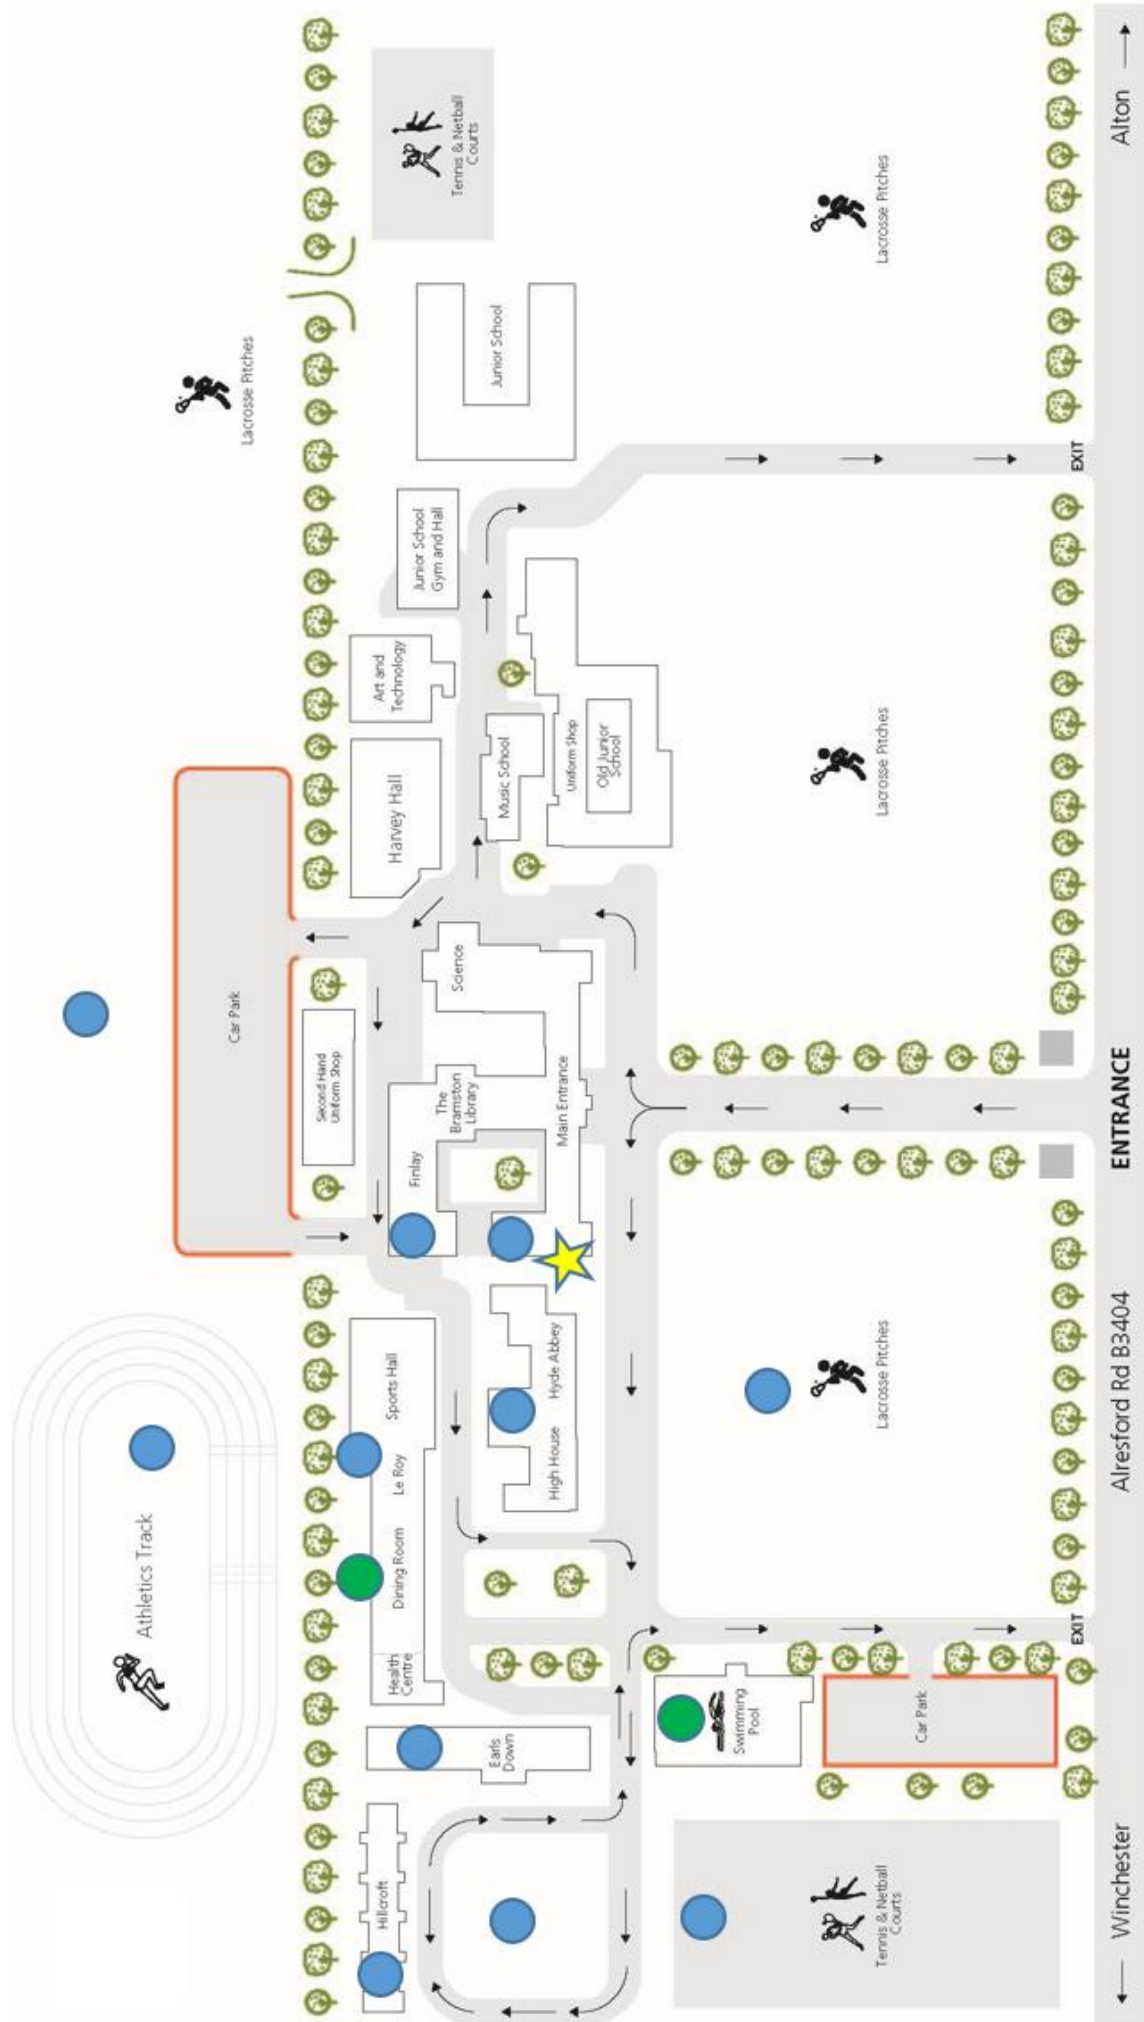 Athletics Track
Car Park
Lacrosse Pitches
Hillcroft
Earls
Down
Health
Centre
Dining Room
Le Roy
Sports Hall
Second Hand
Uniform Shop
Finlay
The
Bramston
Library
Science
Harvey Hall
Art and
Technology
Junior School
Gym and Hall
Junior School
Tennis & Netball
Courts
High House
Hyde Abbey
Main Entrance
Music School
Uniform Shop
Old Junior
School
Swimming
Pool
Tennis & Netball
Courts
Car Park
Lacrosse Pitches
Lacrosse Pitches
Lacrosse Pitches
EXIT
EXIT
Winchester
Alresford Rd B3404
ENTRANCE
Alton